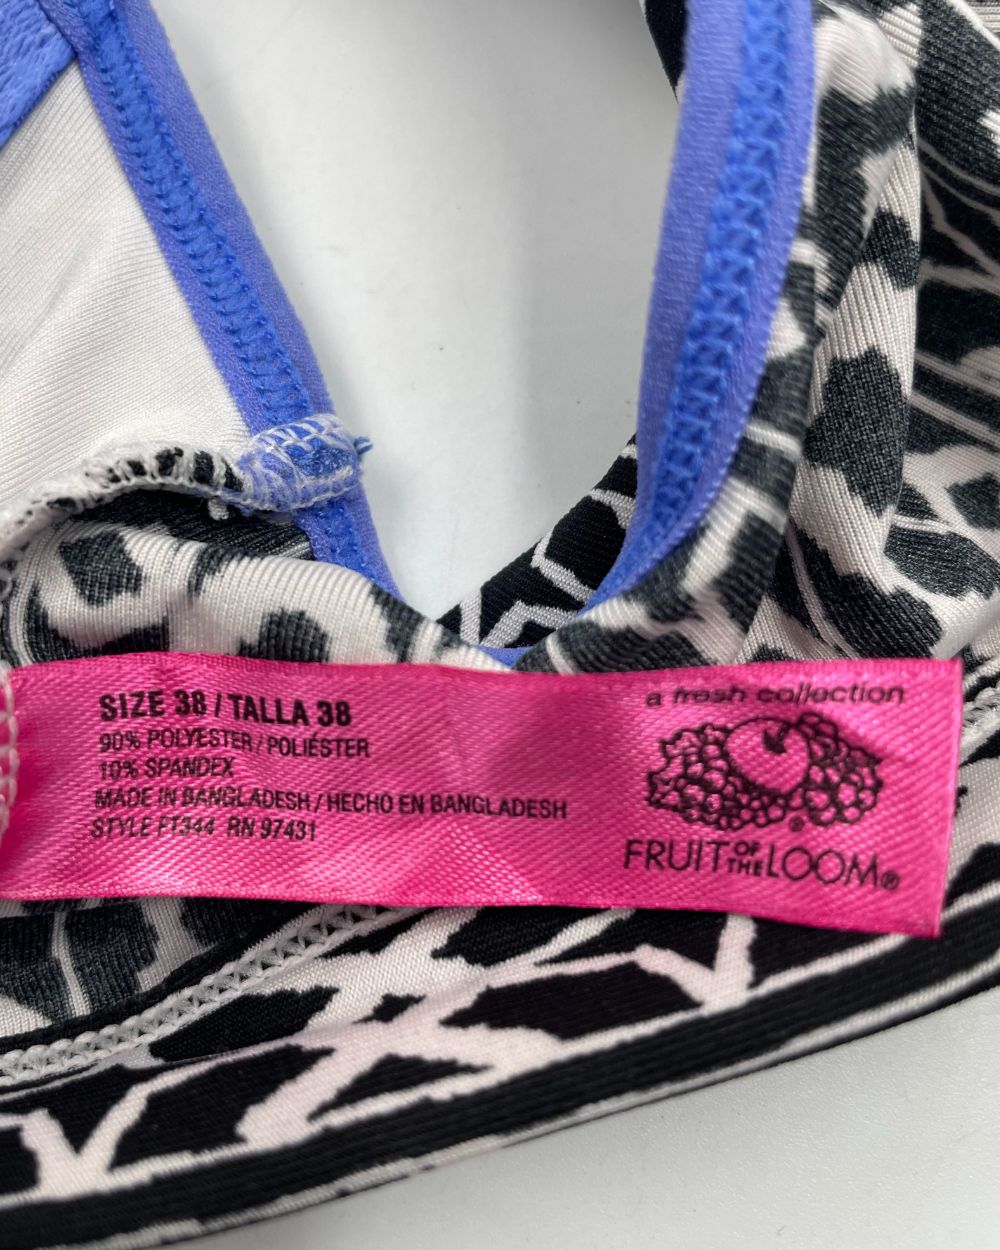 SIZE 38 / TALLA 38
90% POLYESTER / POLIÉSTER
10% SPANDEX
MADE IN BANGLADESH / HECHO EN BANGLADESH
STYLE FT344 RN 97431
a fresh collection
®
FRUIT OF THE LOOM®